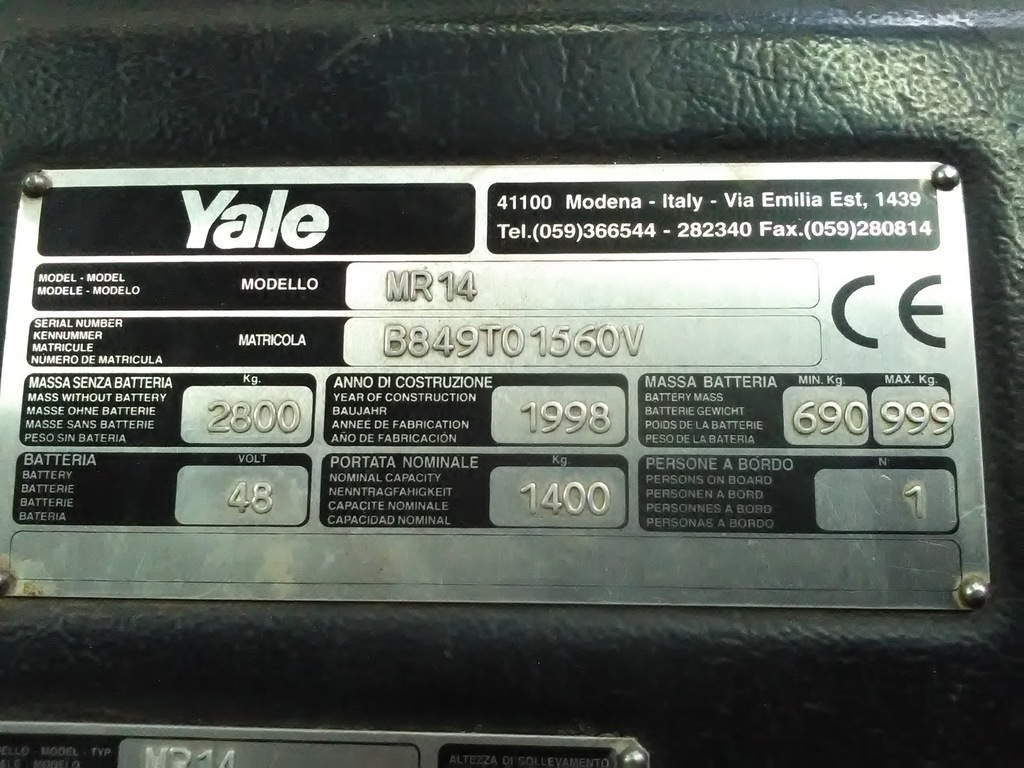 Yale
41100 Modena - Italy - Via Emilia Est, 1439
Tel.(059)366544 - 282340 Fax.(059)280814
MODEL - MODEL
MODELE - MODELO
MODELLO
MR 14
CE
SERIAL NUMBER
KENNUMMER
MATRICULE
NÚMERO DE MATRICULA
MATRICOLA
B849T01560V
MASSA SENZA BATTERIA
MASS WITHOUT BATTERY
MASSE OHNE BATTERIE
MASSE SANS BATTERIE
PESO SIN BATERIA
Kg.
2800
ANNO DI COSTRUZIONE
YEAR OF CONSTRUCTION
BAUJAHR
ANNEÉ DE FABRICATION
AÑO DE FABRICACIÓN
1998
MASSA BATTERIA
BATTERY MASS
BATTERIE GEWICHT
POIDS DE LA BATTERIE
PESO DE LA BATERIA
MIN. Kg.
690
MAX. Kg.
999
BATTERIA
BATTERY
BATTERIE
BATTERIE
BATERIA
VOLT
48
PORTATA NOMINALE
NOMINAL CAPACITY
NENNTRAGFAHIGKEIT
CAPACITE NOMINALE
CAPACIDAD NOMINAL
Kg.
1400
PERSONE A BORDO
PERSONS ON BOARD
PERSONEN A BORD
PERSONNES A BORD
PERSONAS A BORDO
N°
1
MODEL - TYP
MODELO
MR14
ALTEZZA DI SOLLEVAMENTO